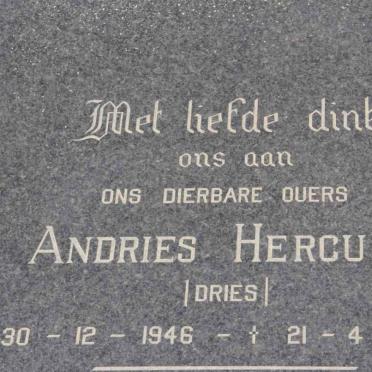 Met liefde dink
ons aan
ONS DIERBARE OUERS
ANDRIES HERCU
|DRIES|
30 - 12 - 1946 - † 21 - 4